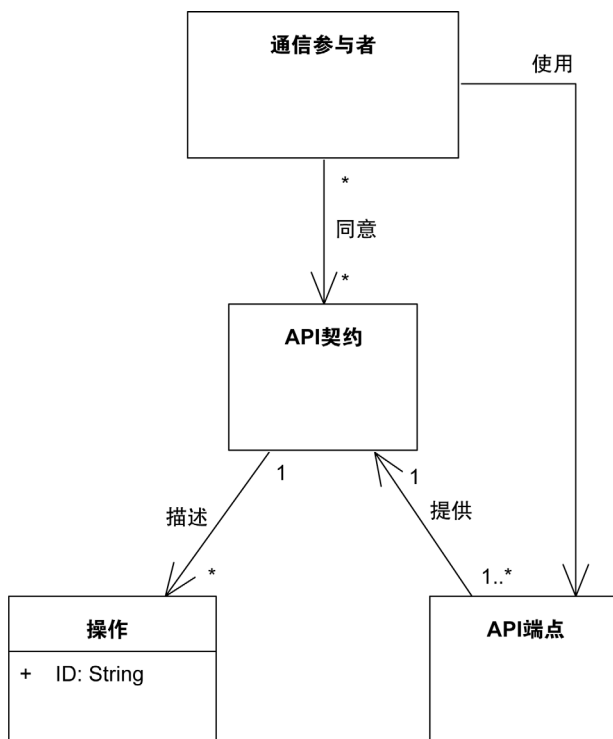 通信参与者
使用
*
同意
*
API契约
1
1
描述
提供
*
1..*
操作
API端点
+ ID: String